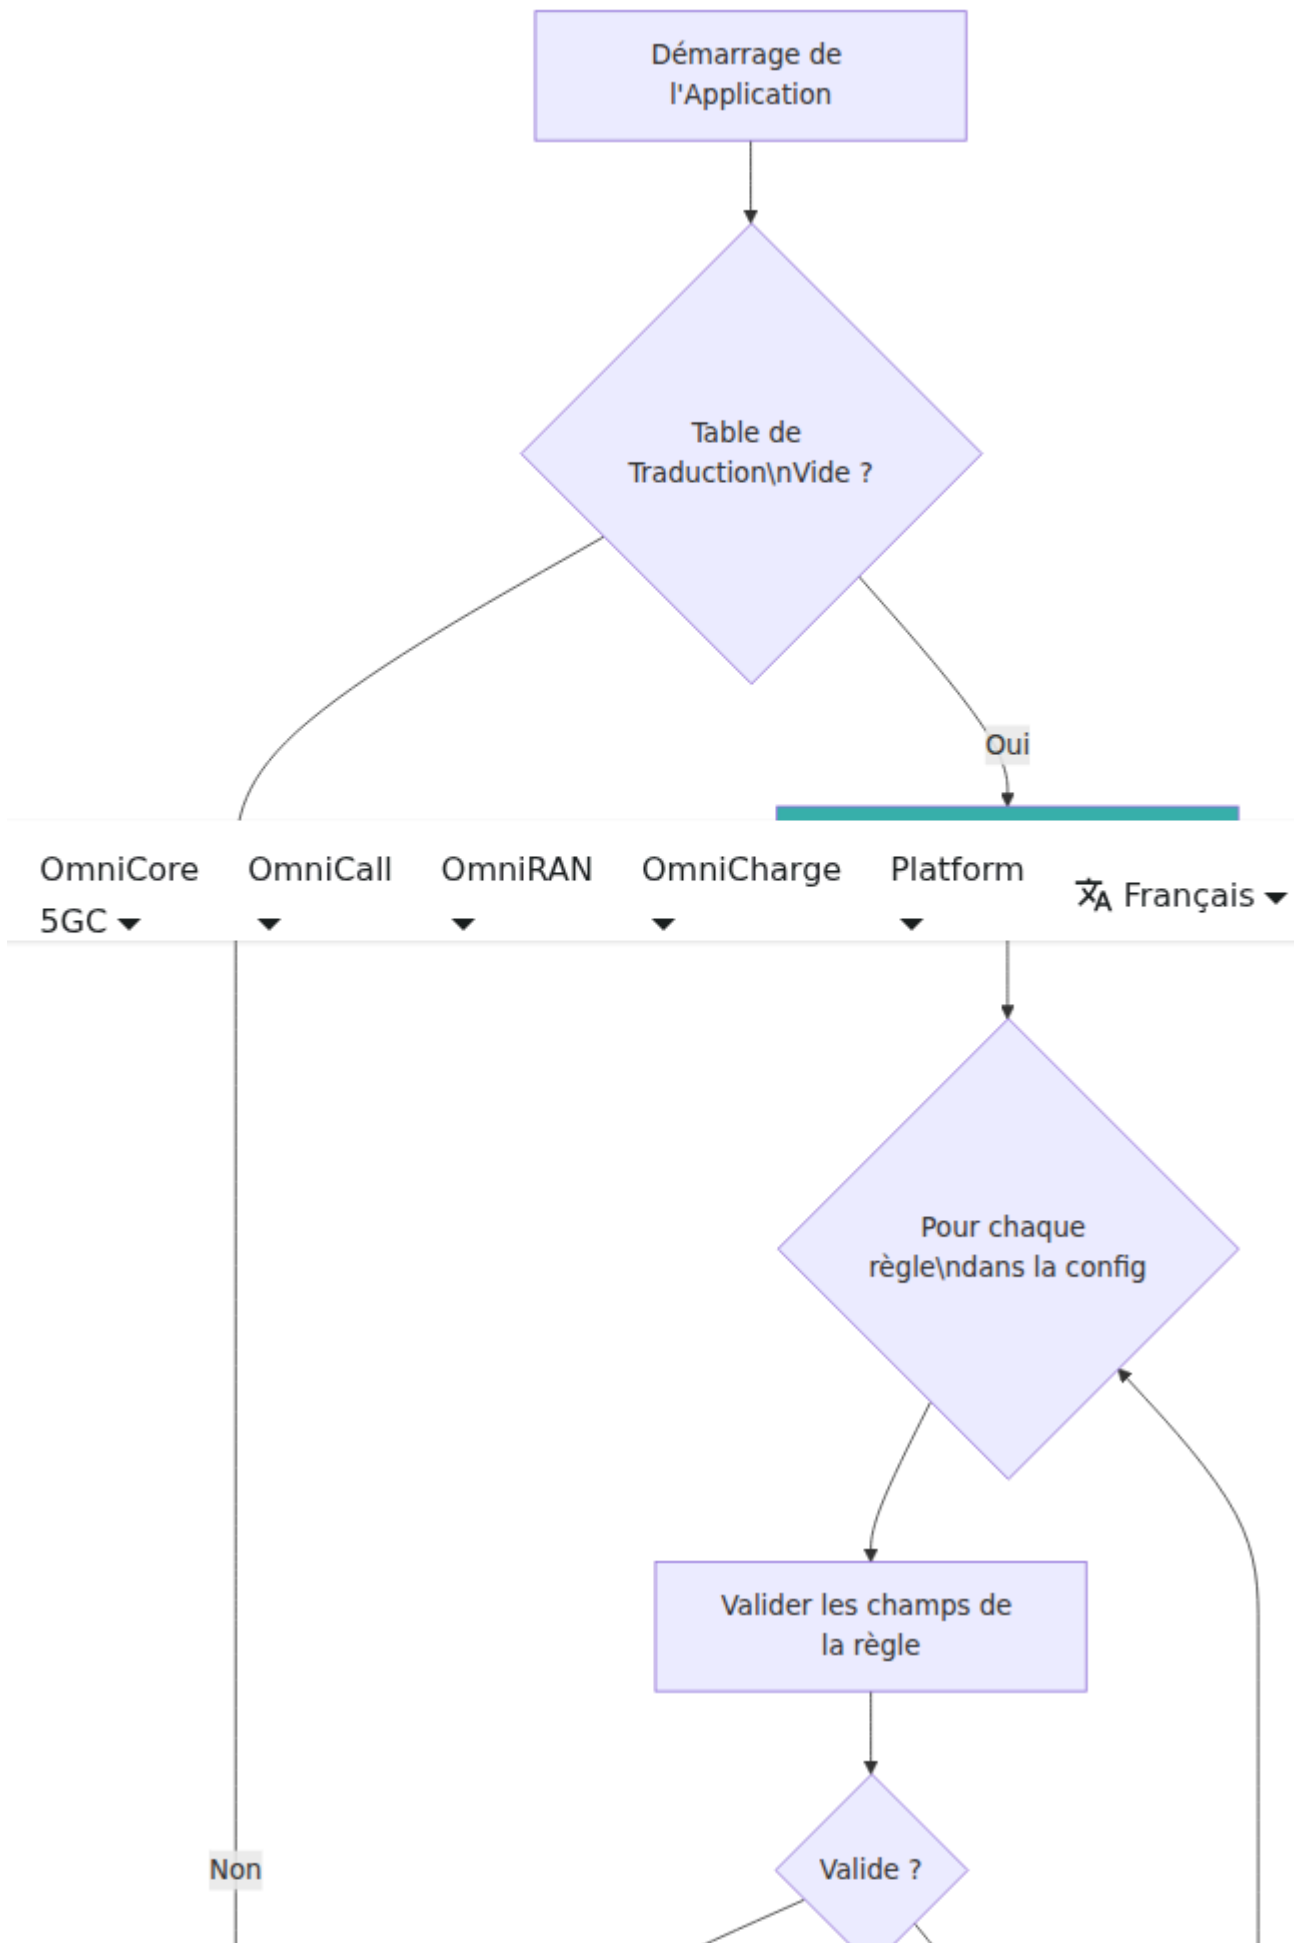 Démarrage de
l'Application
Table de
Traduction\nVide ?
Oui
OmniCore
5GC
OmniCall
OmniRAN
OmniCharge
Platform
Français
Pour chaque
règle\ndans la config
Valider les champs de
la règle
Non
Valide ?